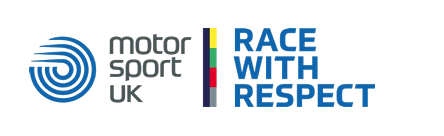 motor
sport
UK
RACE
WITH
RESPECT